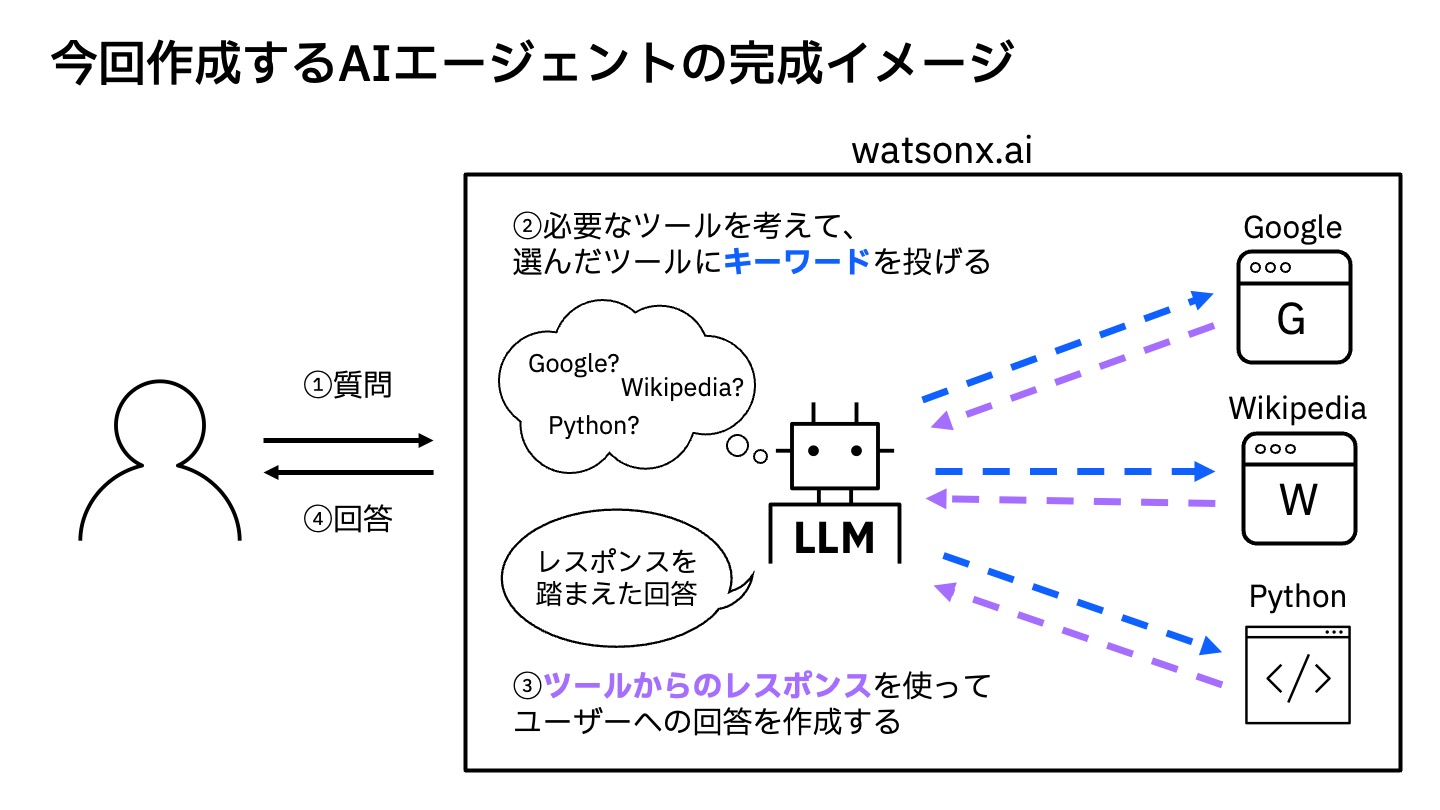 今回作成するAIエージェントの完成イメージ
watsonx.ai
②必要なツールを考えて、
選んだツールにキーワードを投げる
Google?
Wikipedia?
Python?
①質問
④回答
LLM
レスポンスを
踏まえた回答
③ツールからのレスポンスを使って
ユーザーへの回答を作成する
Google
G
Wikipedia
W
Python
</>